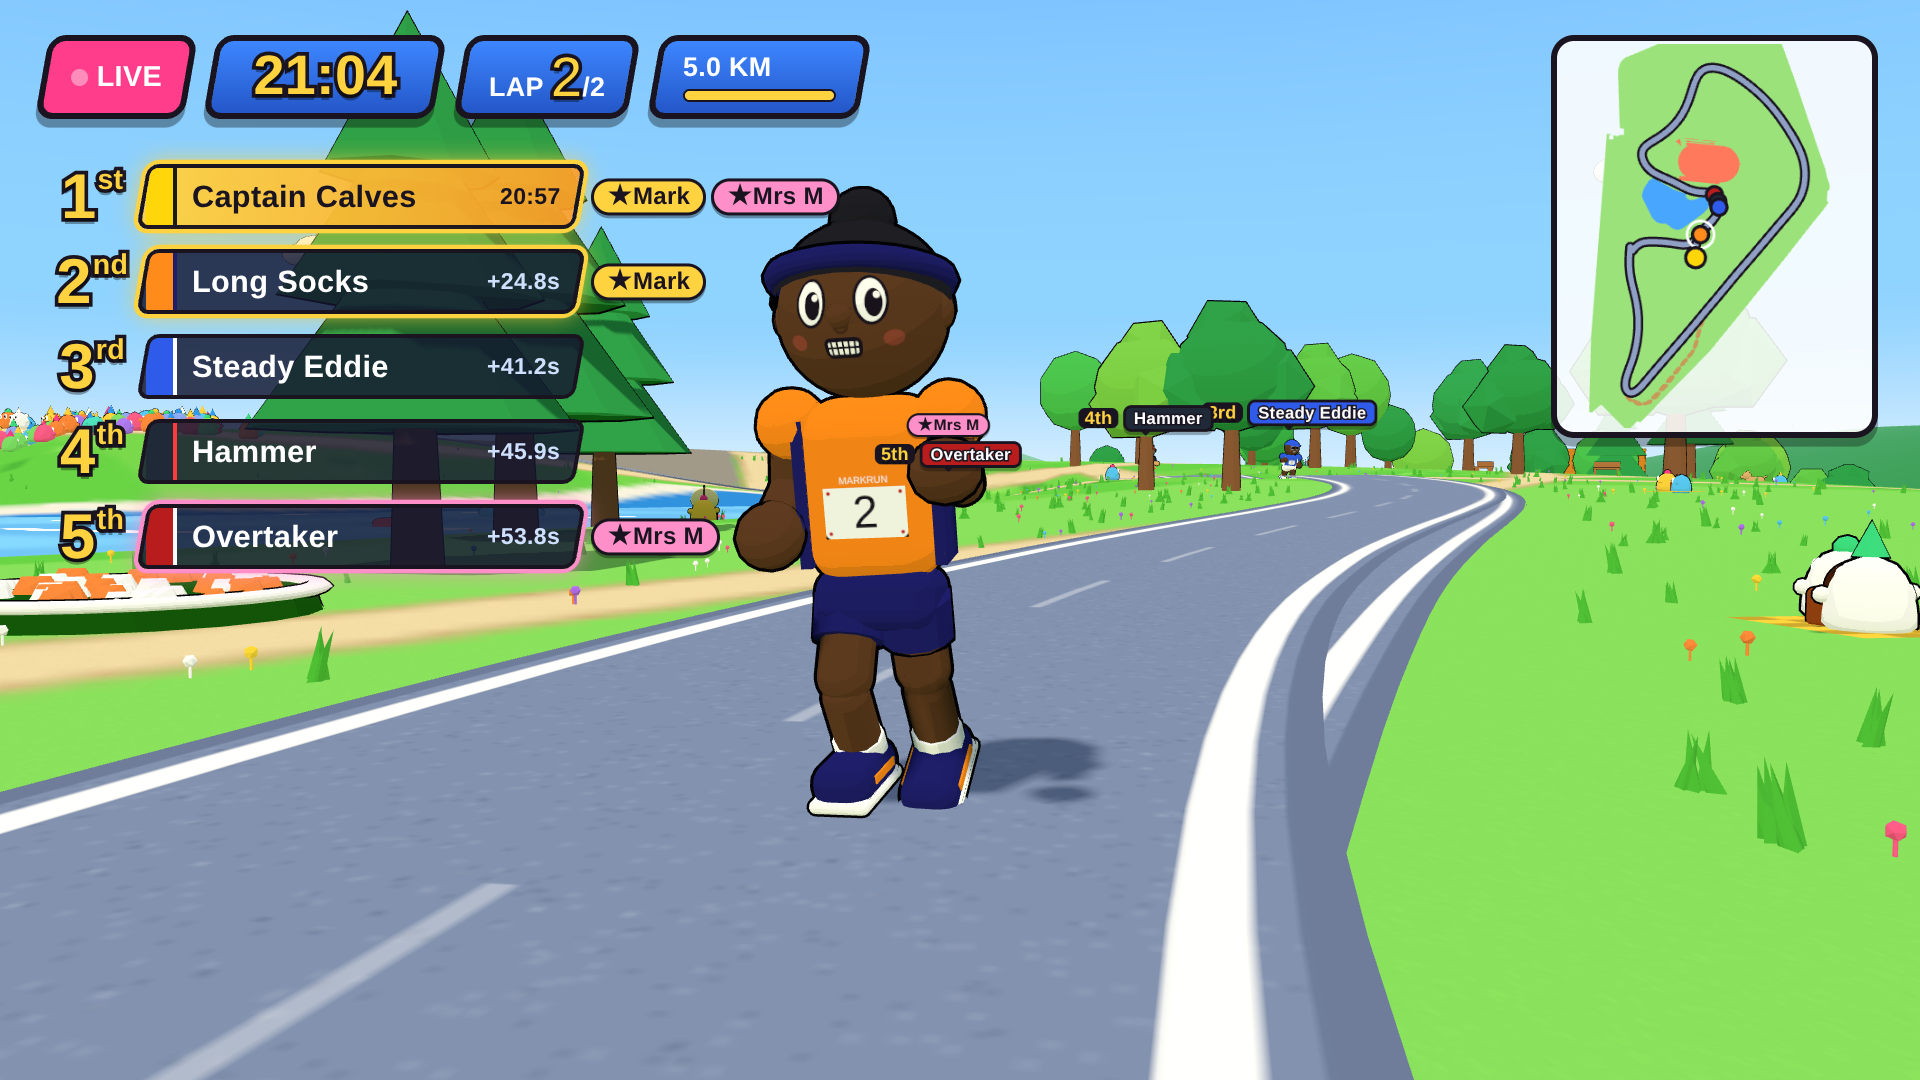 LIVE
21:04
LAP 2/2
5.0 KM
1st Captain Calves 20:57 ★Mark ★Mrs M
2nd Long Socks +24.8s ★Mark
3rd Steady Eddie +41.2s
4th Hammer +45.9s
5th Overtaker +53.8s ★Mrs M
4th Hammer
3rd Steady Eddie
★Mrs M
5th Overtaker
MARKRUN
2